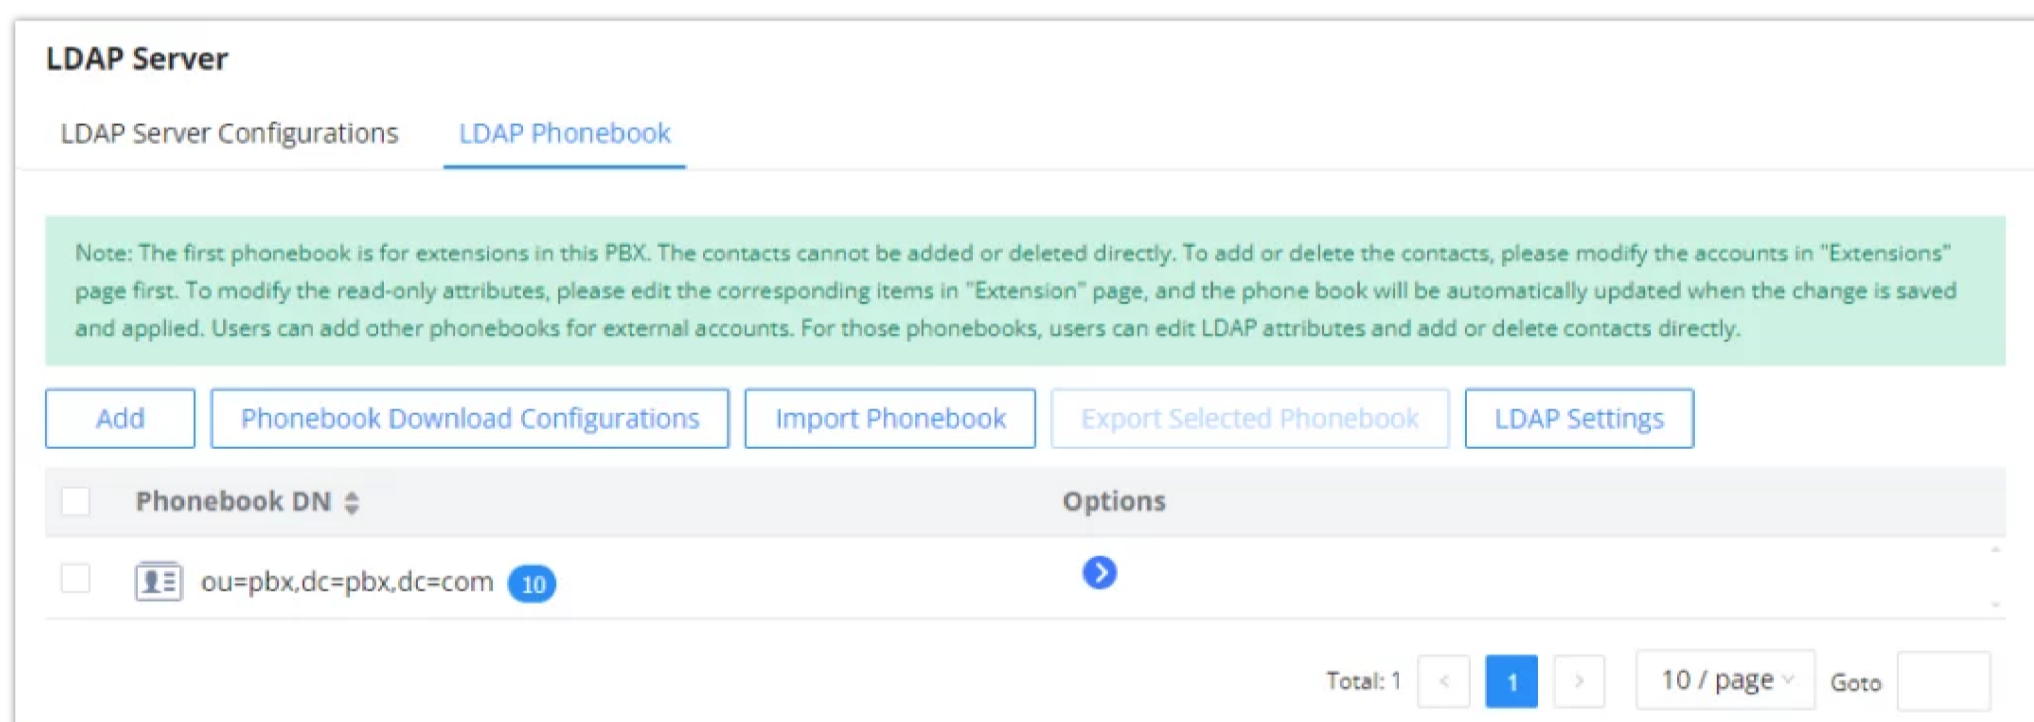 LDAP Server
LDAP Server Configurations LDAP Phonebook
Note: The first phonebook is for extensions in this PBX. The contacts cannot be added or deleted directly. To add or delete the contacts, please modify the accounts in "Extensions"
page first. To modify the read-only attributes, please edit the corresponding items in "Extension" page, and the phone book will be automatically updated when the change is saved
and applied. Users can add other phonebooks for external accounts. For those phonebooks, users can edit LDAP attributes and add or delete contacts directly.
Add Phonebook Download Configurations Import Phonebook Export Selected Phonebook LDAP Settings
Phonebook DN Options
ou=pbx,dc=pbx,dc=com 10
Total: 1 < 1 > 10 / page Goto